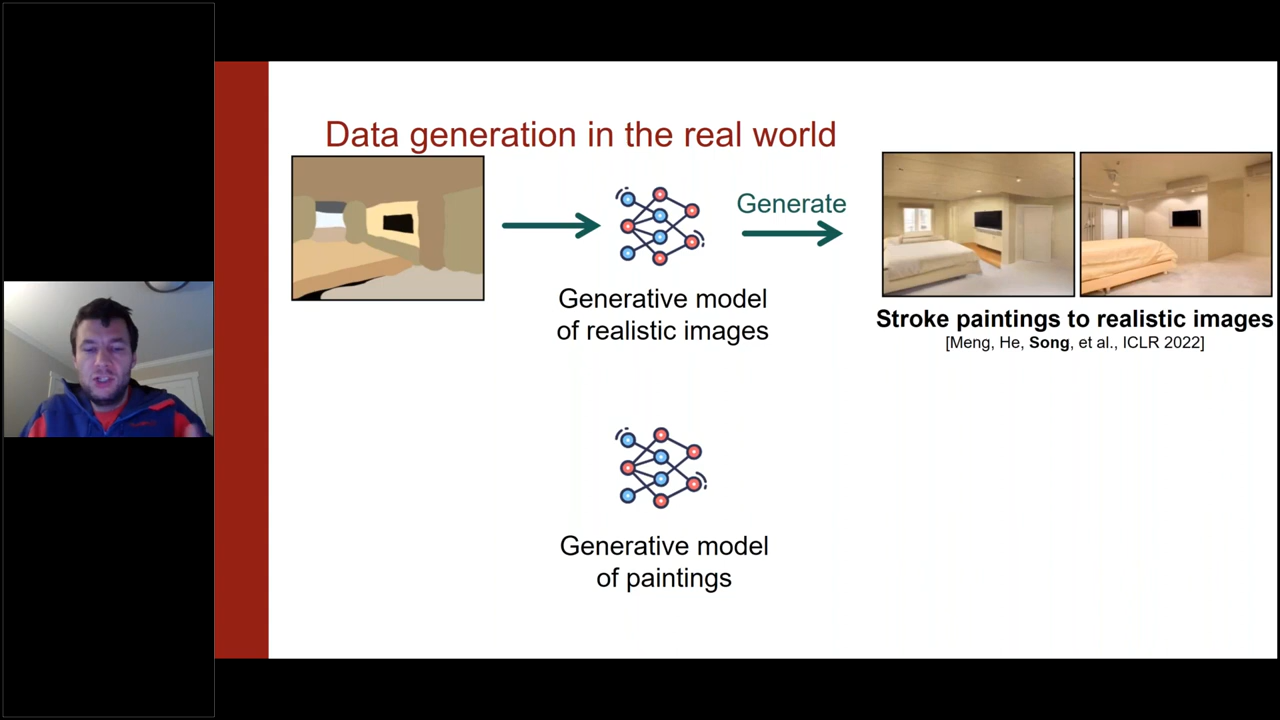 Data generation in the real world
Generate
Generative model
of realistic images
Stroke paintings to realistic images
[Meng, He, Song, et al., ICLR 2022]
Generative model
of paintings